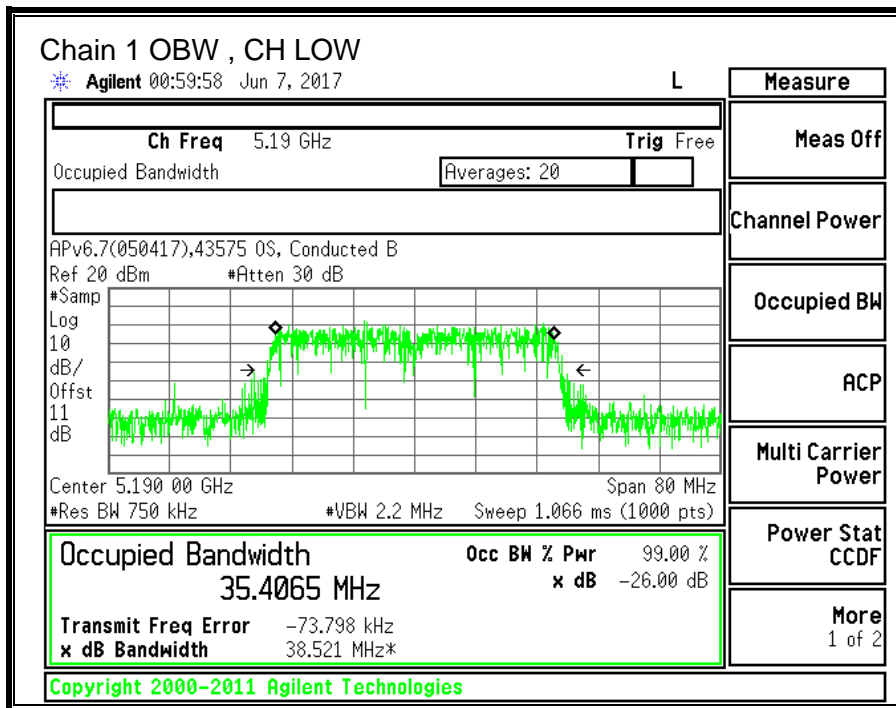 Chain 1 OBW , CH LOW
Agilent 00:59:58 Jun 7, 2017 L
Measure
Ch Freq 5.19 GHz Trig Free
Occupied Bandwidth Averages: 20
APv6.7(050417),43575 OS, Conducted B
Ref 20 dBm #Atten 30 dB
#Samp
Log
10
dB/
Offst
11
dB
Center 5.190 00 GHz Span 80 MHz
#Res BW 750 kHz #VBW 2.2 MHz Sweep 1.066 ms (1000 pts)
Occupied Bandwidth
35.4065 MHz
Occ BW % Pwr 99.00 %
x dB -26.00 dB
Transmit Freq Error -73.798 kHz
x dB Bandwidth 38.521 MHz*
Meas Off
Channel Power
Occupied BW
ACP
Multi Carrier
Power
Power Stat
CCDF
More
1 of 2
Copyright 2000-2011 Agilent Technologies